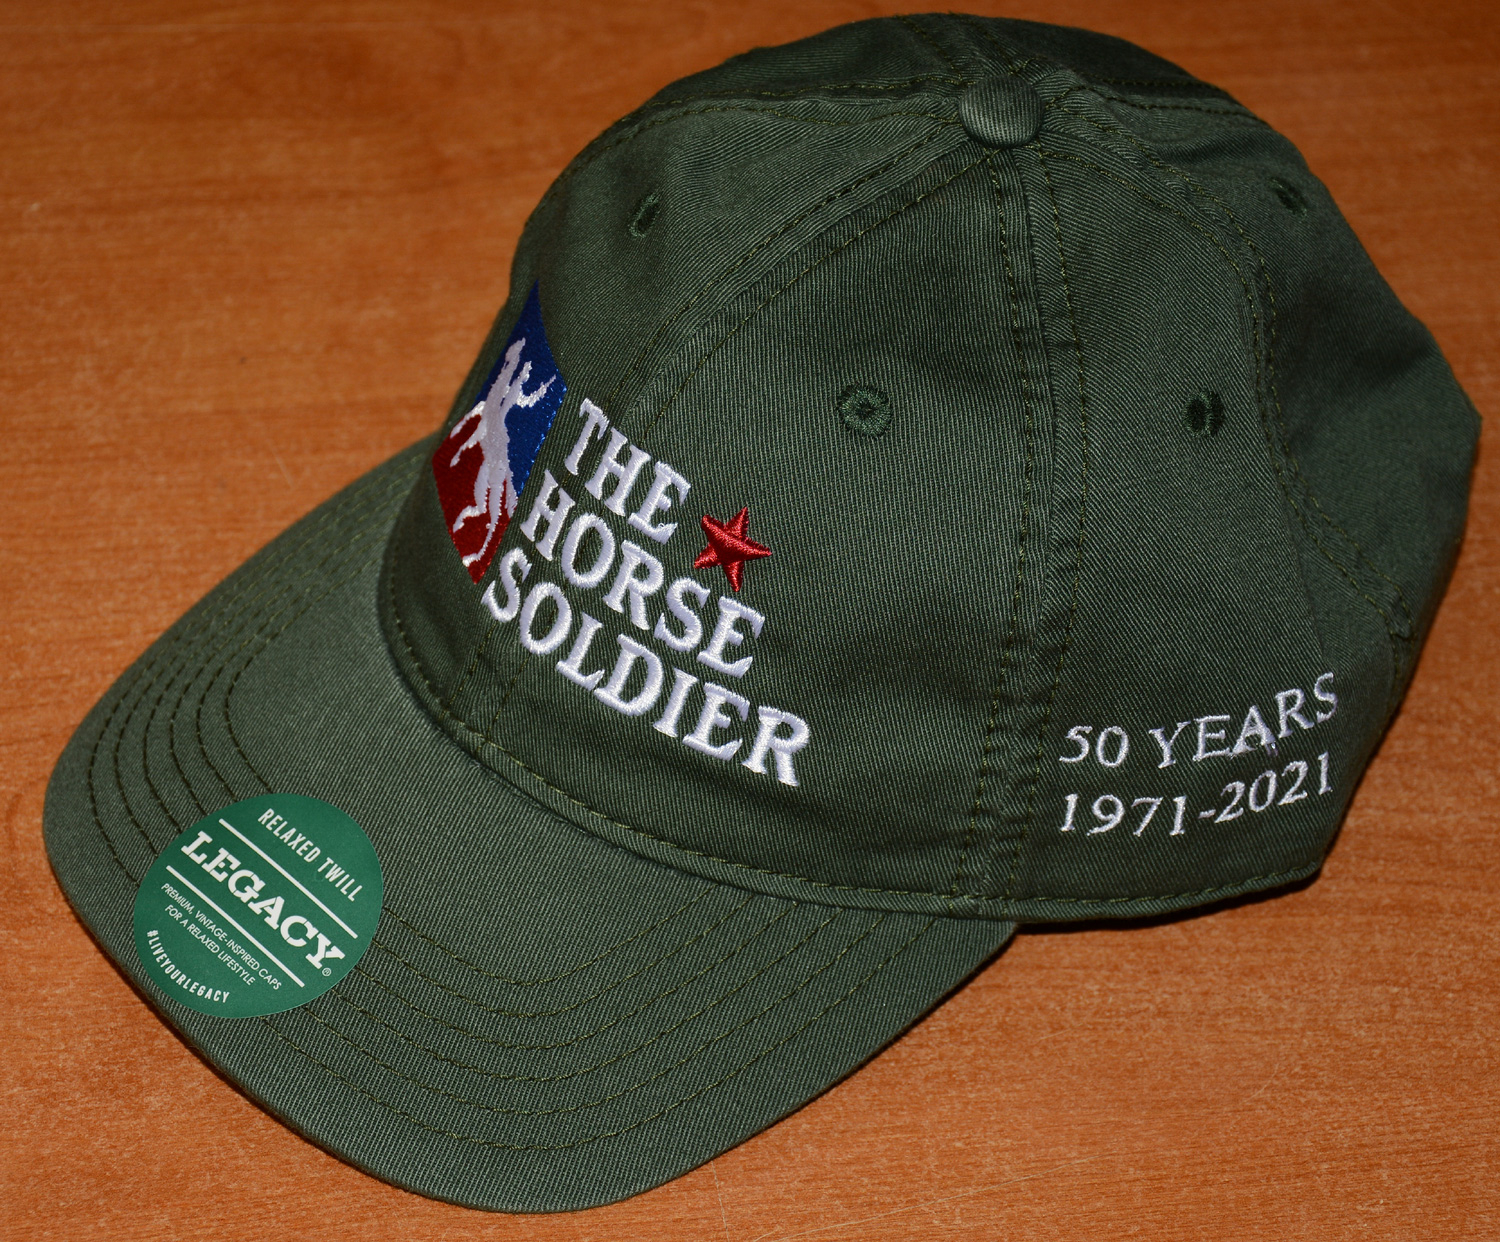 THE
HORSE
SOLDIER
50 YEARS
1971-2021
RELAXED TWILL
LEGACY®
PREMIUM, VINTAGE-INSPIRED CAPS
FOR A RELAXED LIFESTYLE
#LIVEYOURLEGACY